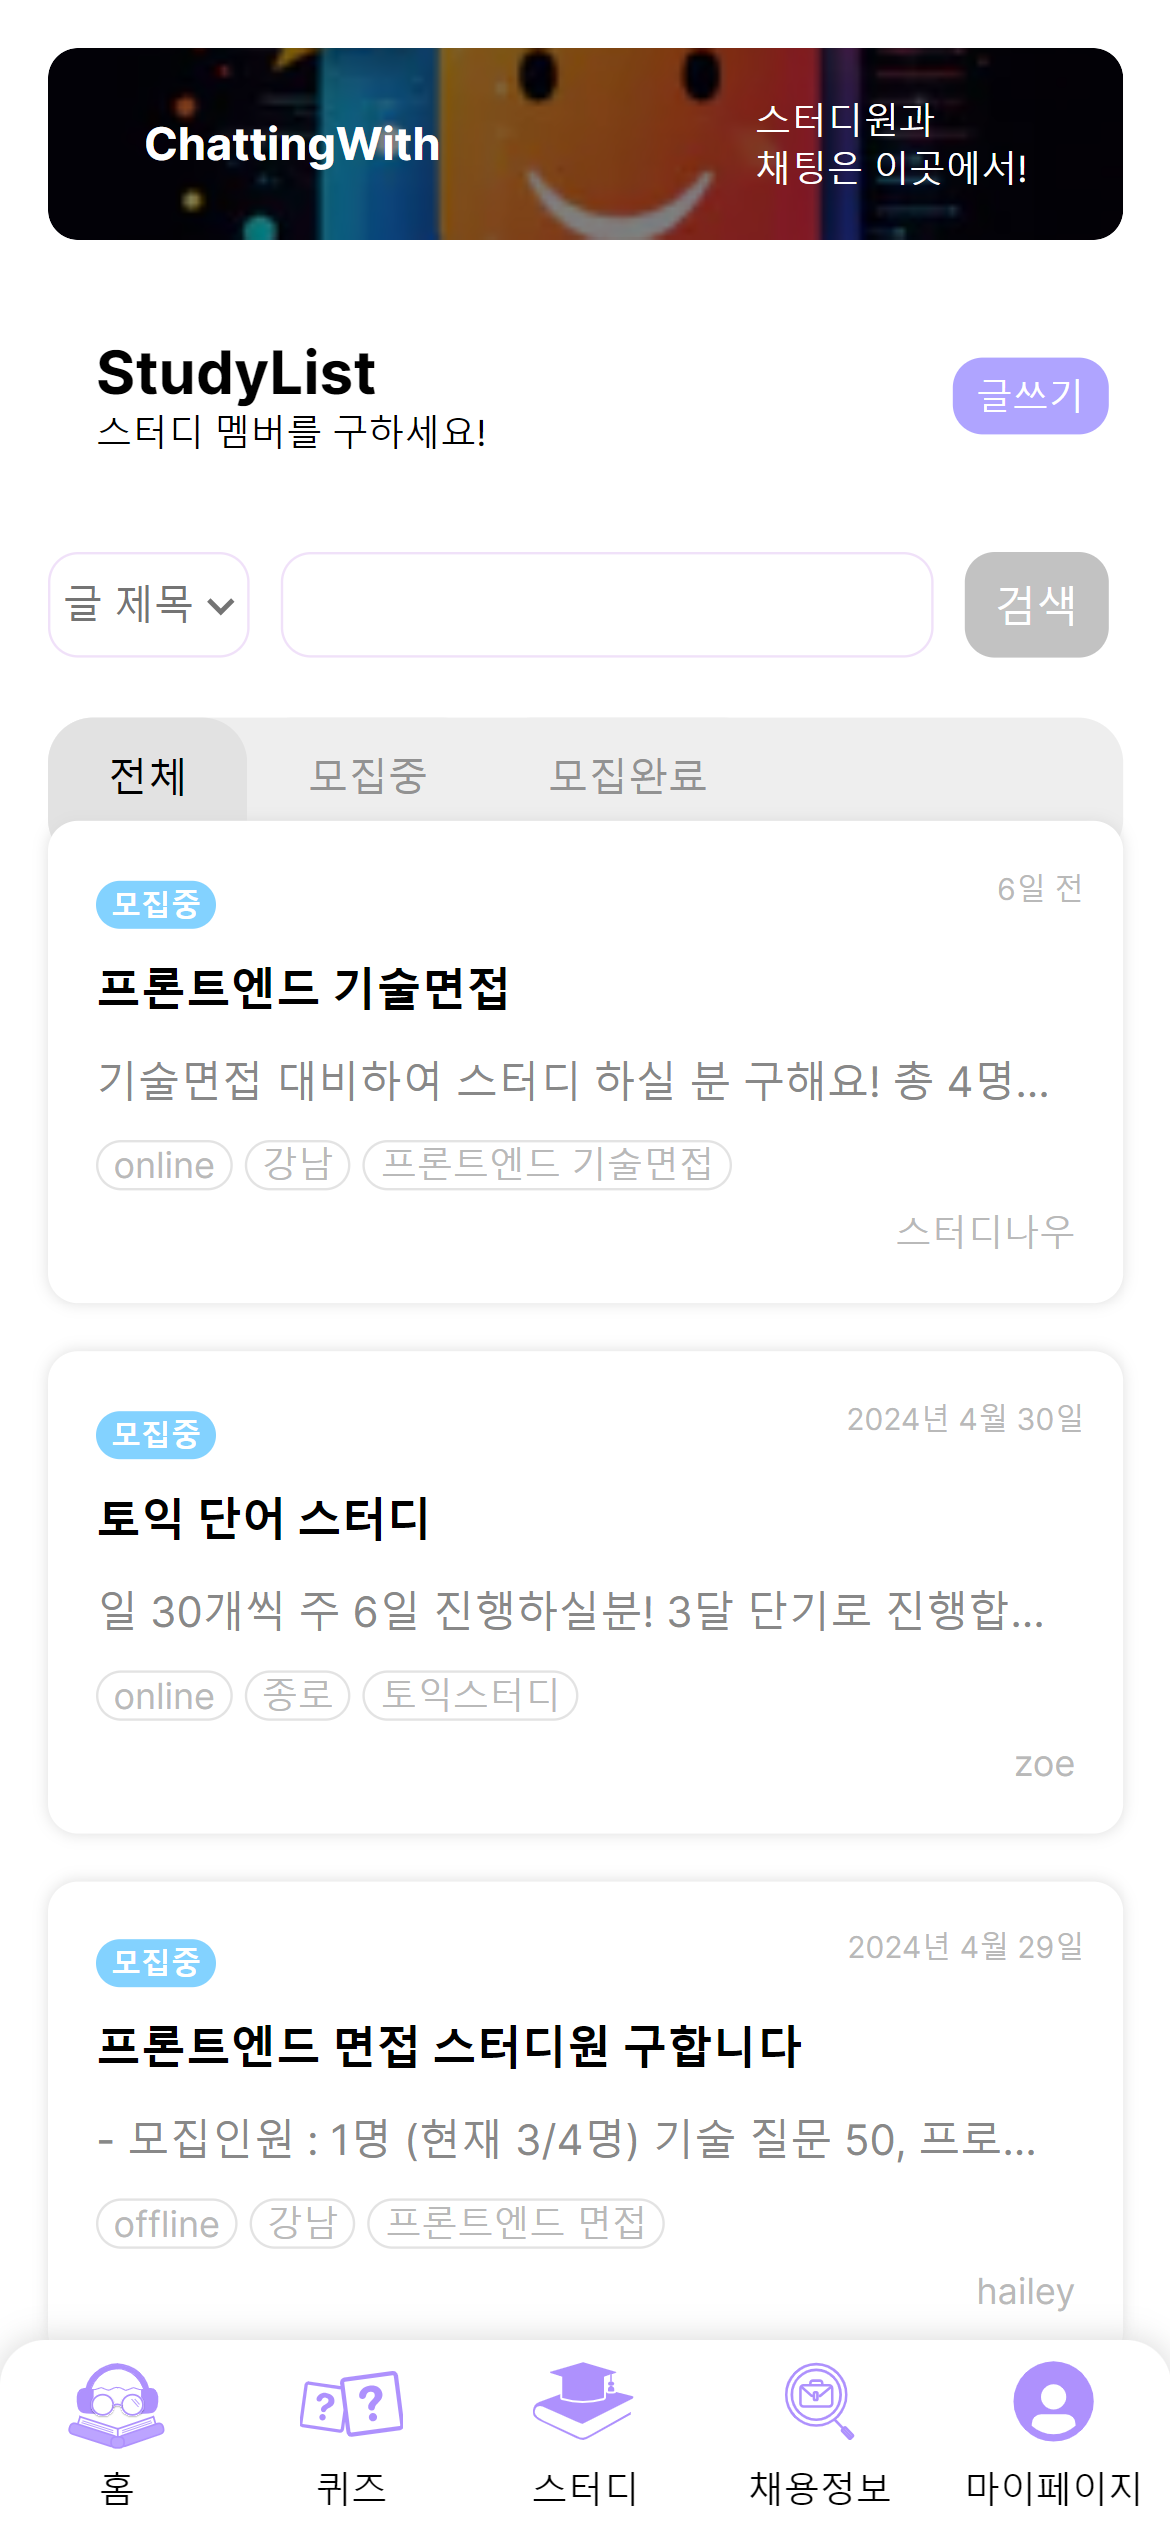 ChattingWith
스터디원과
채팅은 이곳에서!
StudyList
스터디 멤버를 구하세요!
글쓰기
글 제목
검색
전체 모집중 모집완료
모집중
6일 전
프론트엔드 기술면접
기술면접 대비하여 스터디 하실 분 구해요! 총 4명...
online 강남 프론트엔드 기술면접
스터디나우
모집중
2024년 4월 30일
토익 단어 스터디
일 30개씩 주 6일 진행하실분! 3달 단기로 진행합...
online 종로 토익스터디
zoe
모집중
2024년 4월 29일
프론트엔드 면접 스터디원 구합니다
- 모집인원 : 1명 (현재 3/4명) 기술 질문 50, 프로...
offline 강남 프론트엔드 면접
hailey
? ?
홈 퀴즈 스터디 채용정보 마이페이지